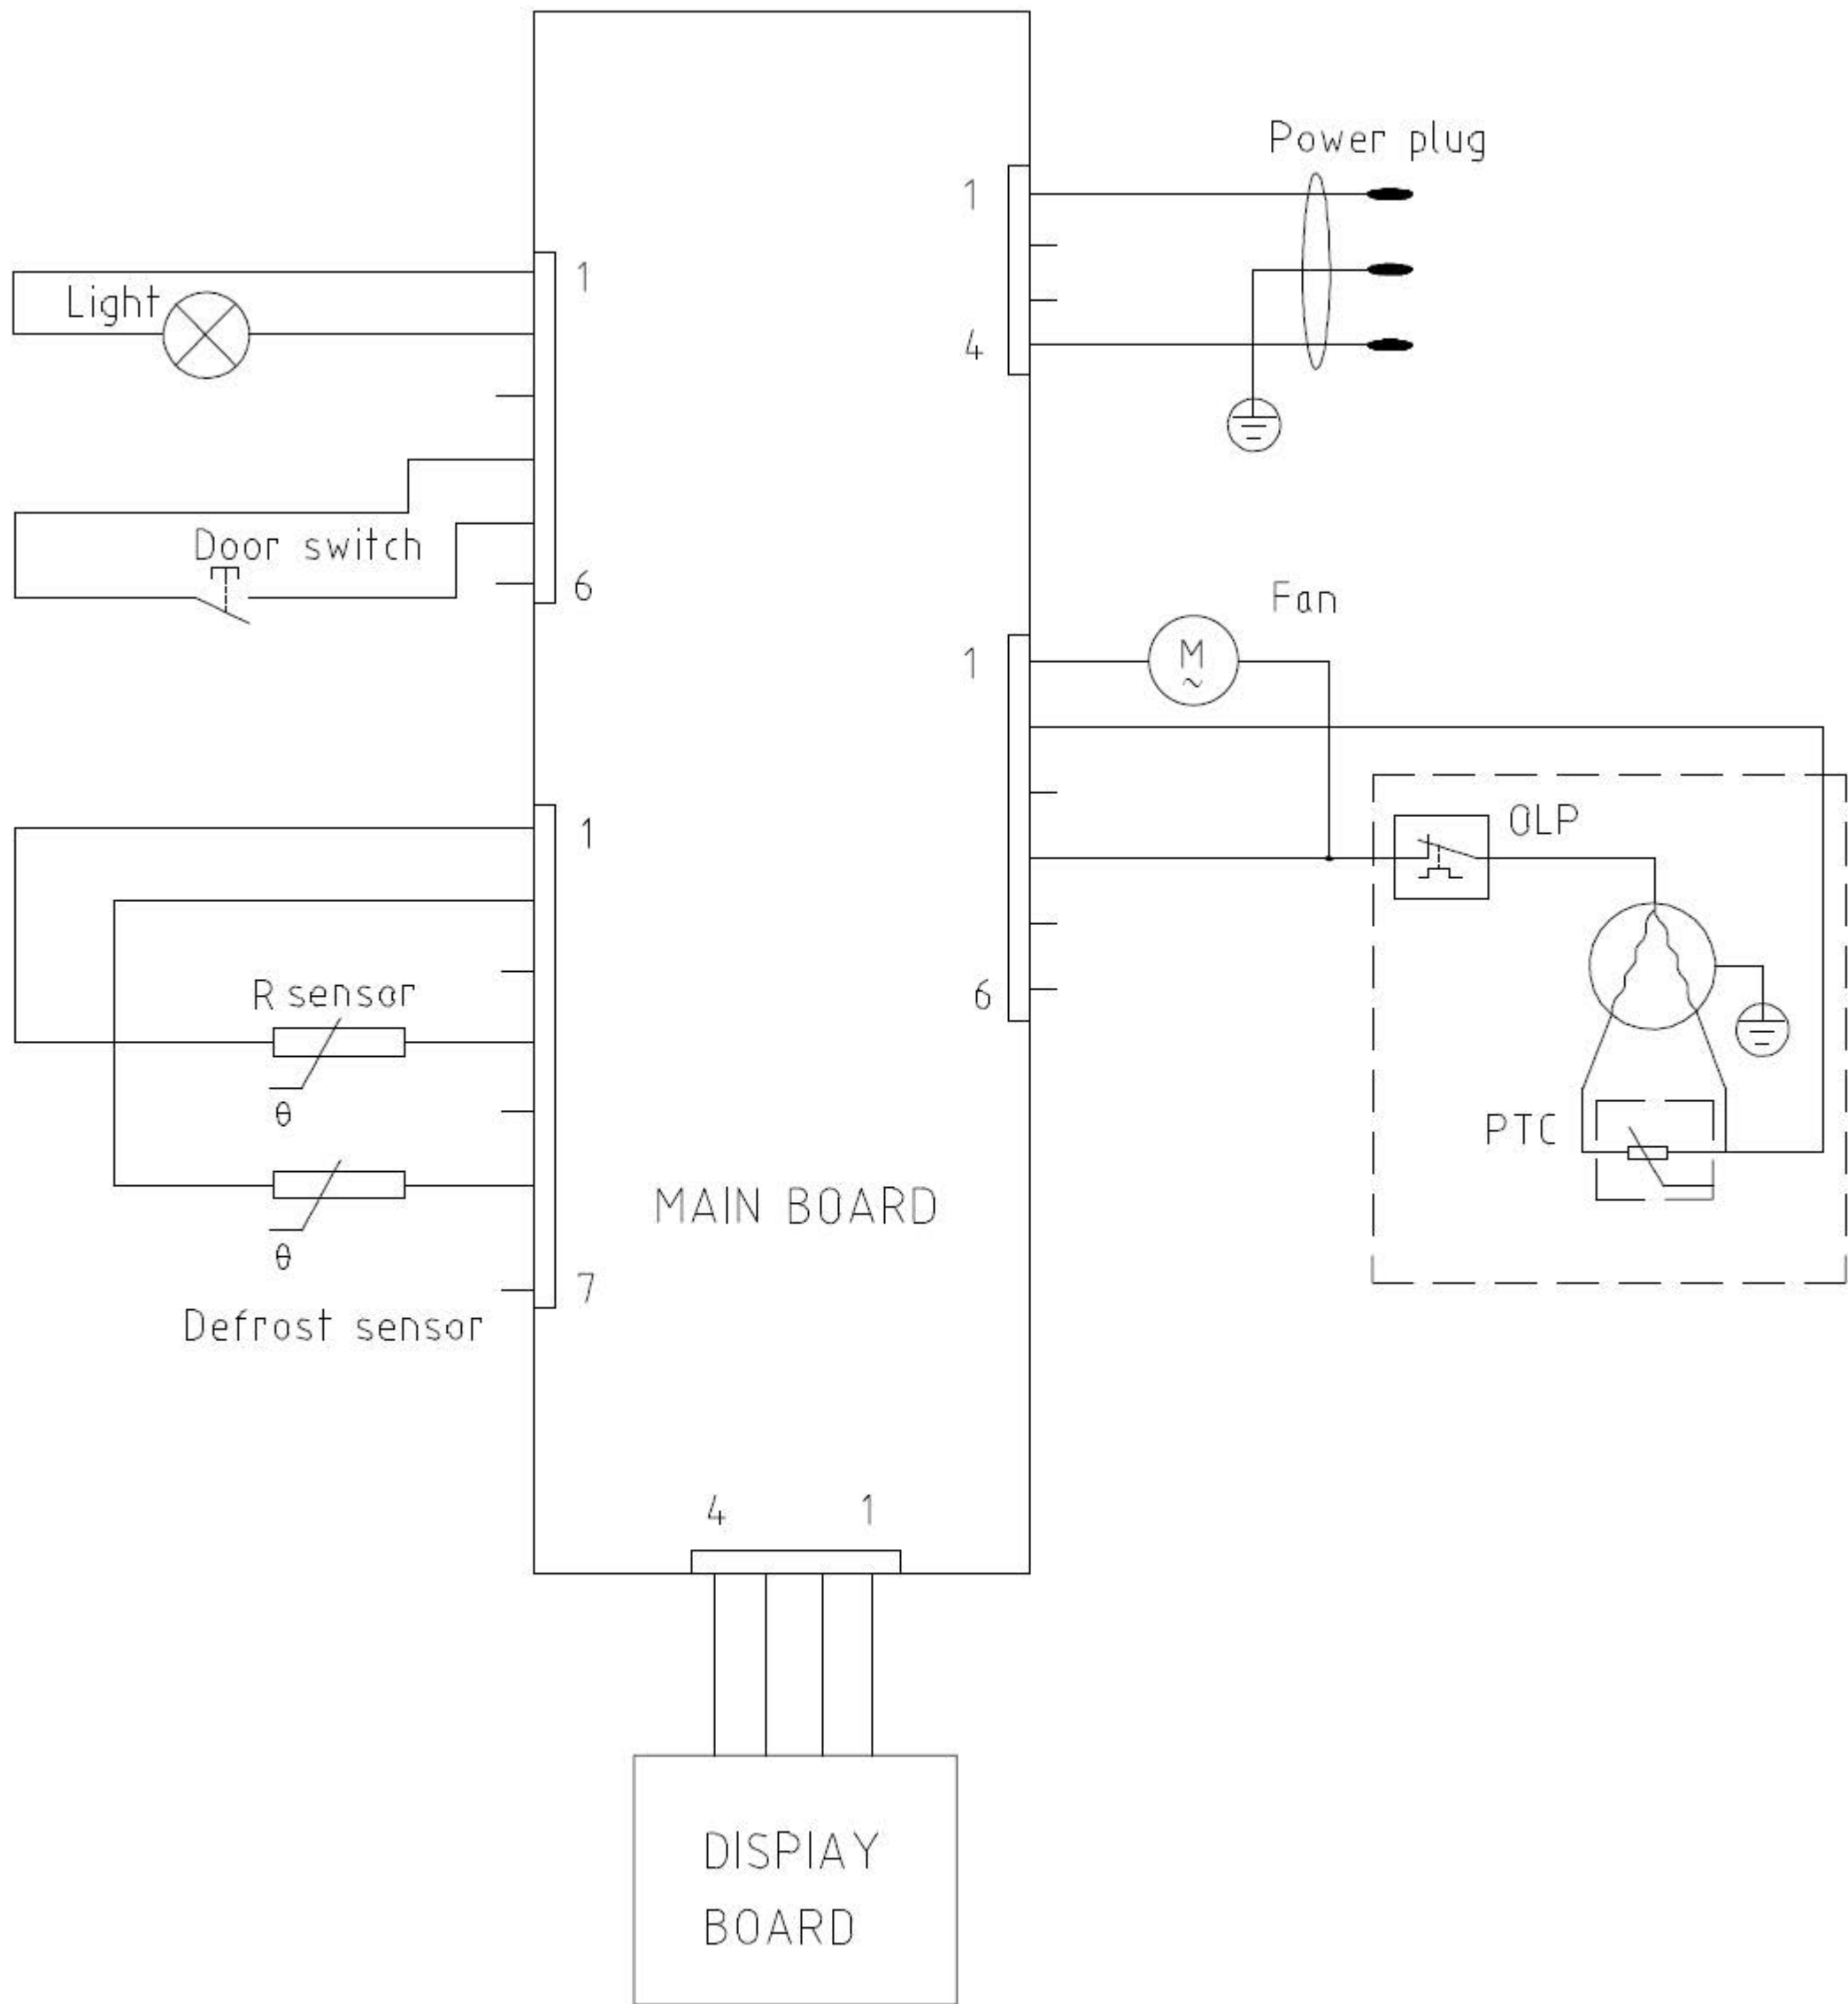 Power plug
1
4
Light
1
6
Door switch
Fan
M
~
1
6
OLP
1
7
R sensor
θ
θ
Defrost sensor
PTC
MAIN BOARD
4 1
DISPIAY
BOARD